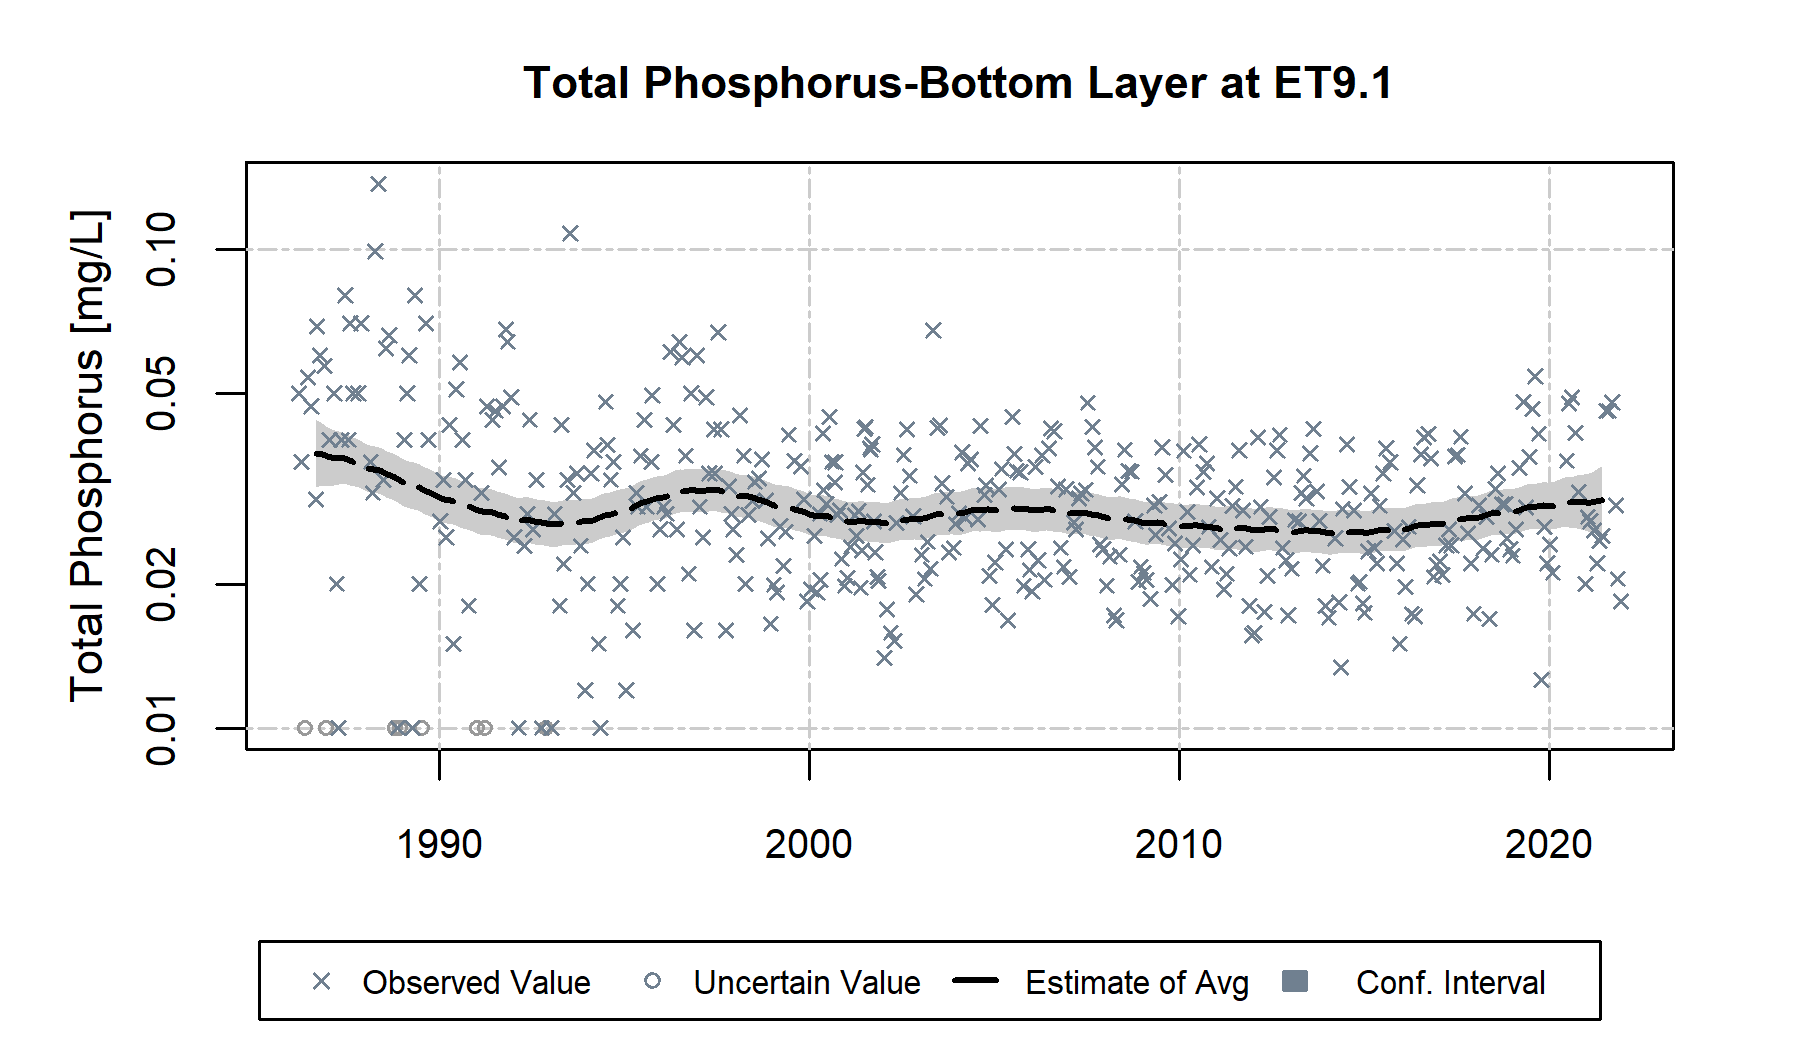 Total Phosphorus-Bottom Layer at ET9.1
Total Phosphorus [mg/L]
0.10
0.05
0.02
0.01
1990 2000 2010 2020
Observed Value Uncertain Value Estimate of Avg Conf. Interval